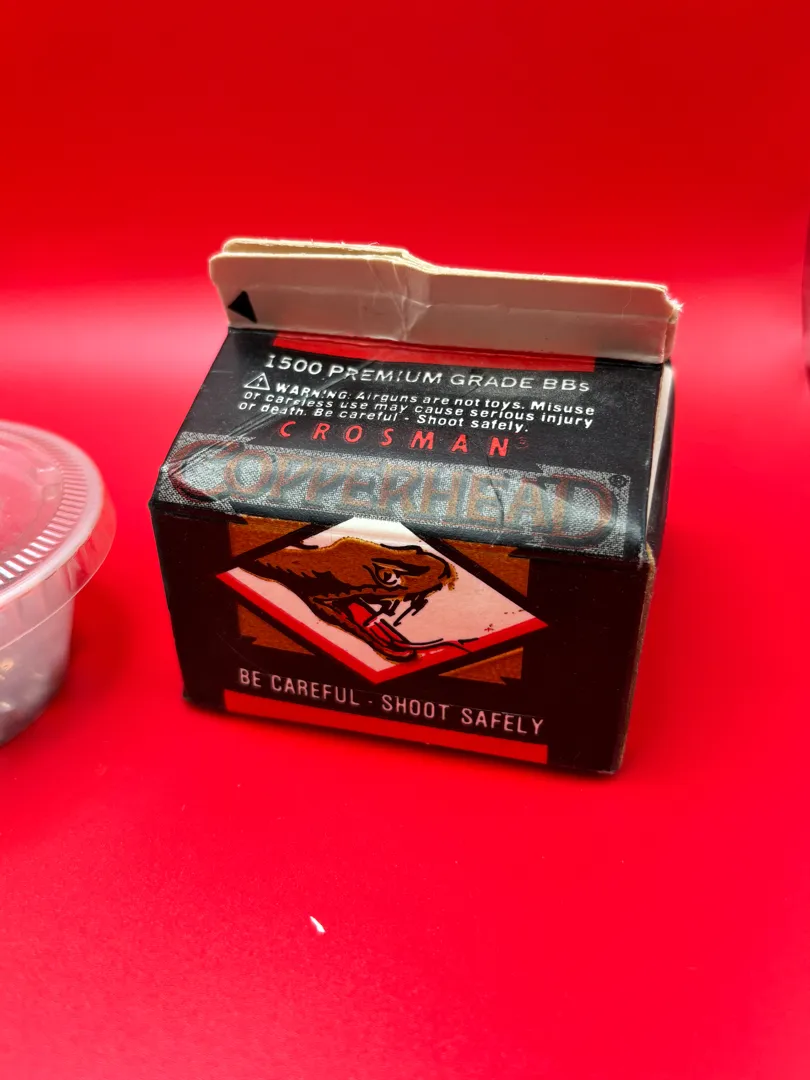 1500 PREMIUM GRADE BBs
WARNING: Airguns are not toys. Misuse
or careless use may cause serious injury
or death. Be careful - Shoot safely.
CROSMAN®
COPPERHEAD®
BE CAREFUL - SHOOT SAFELY